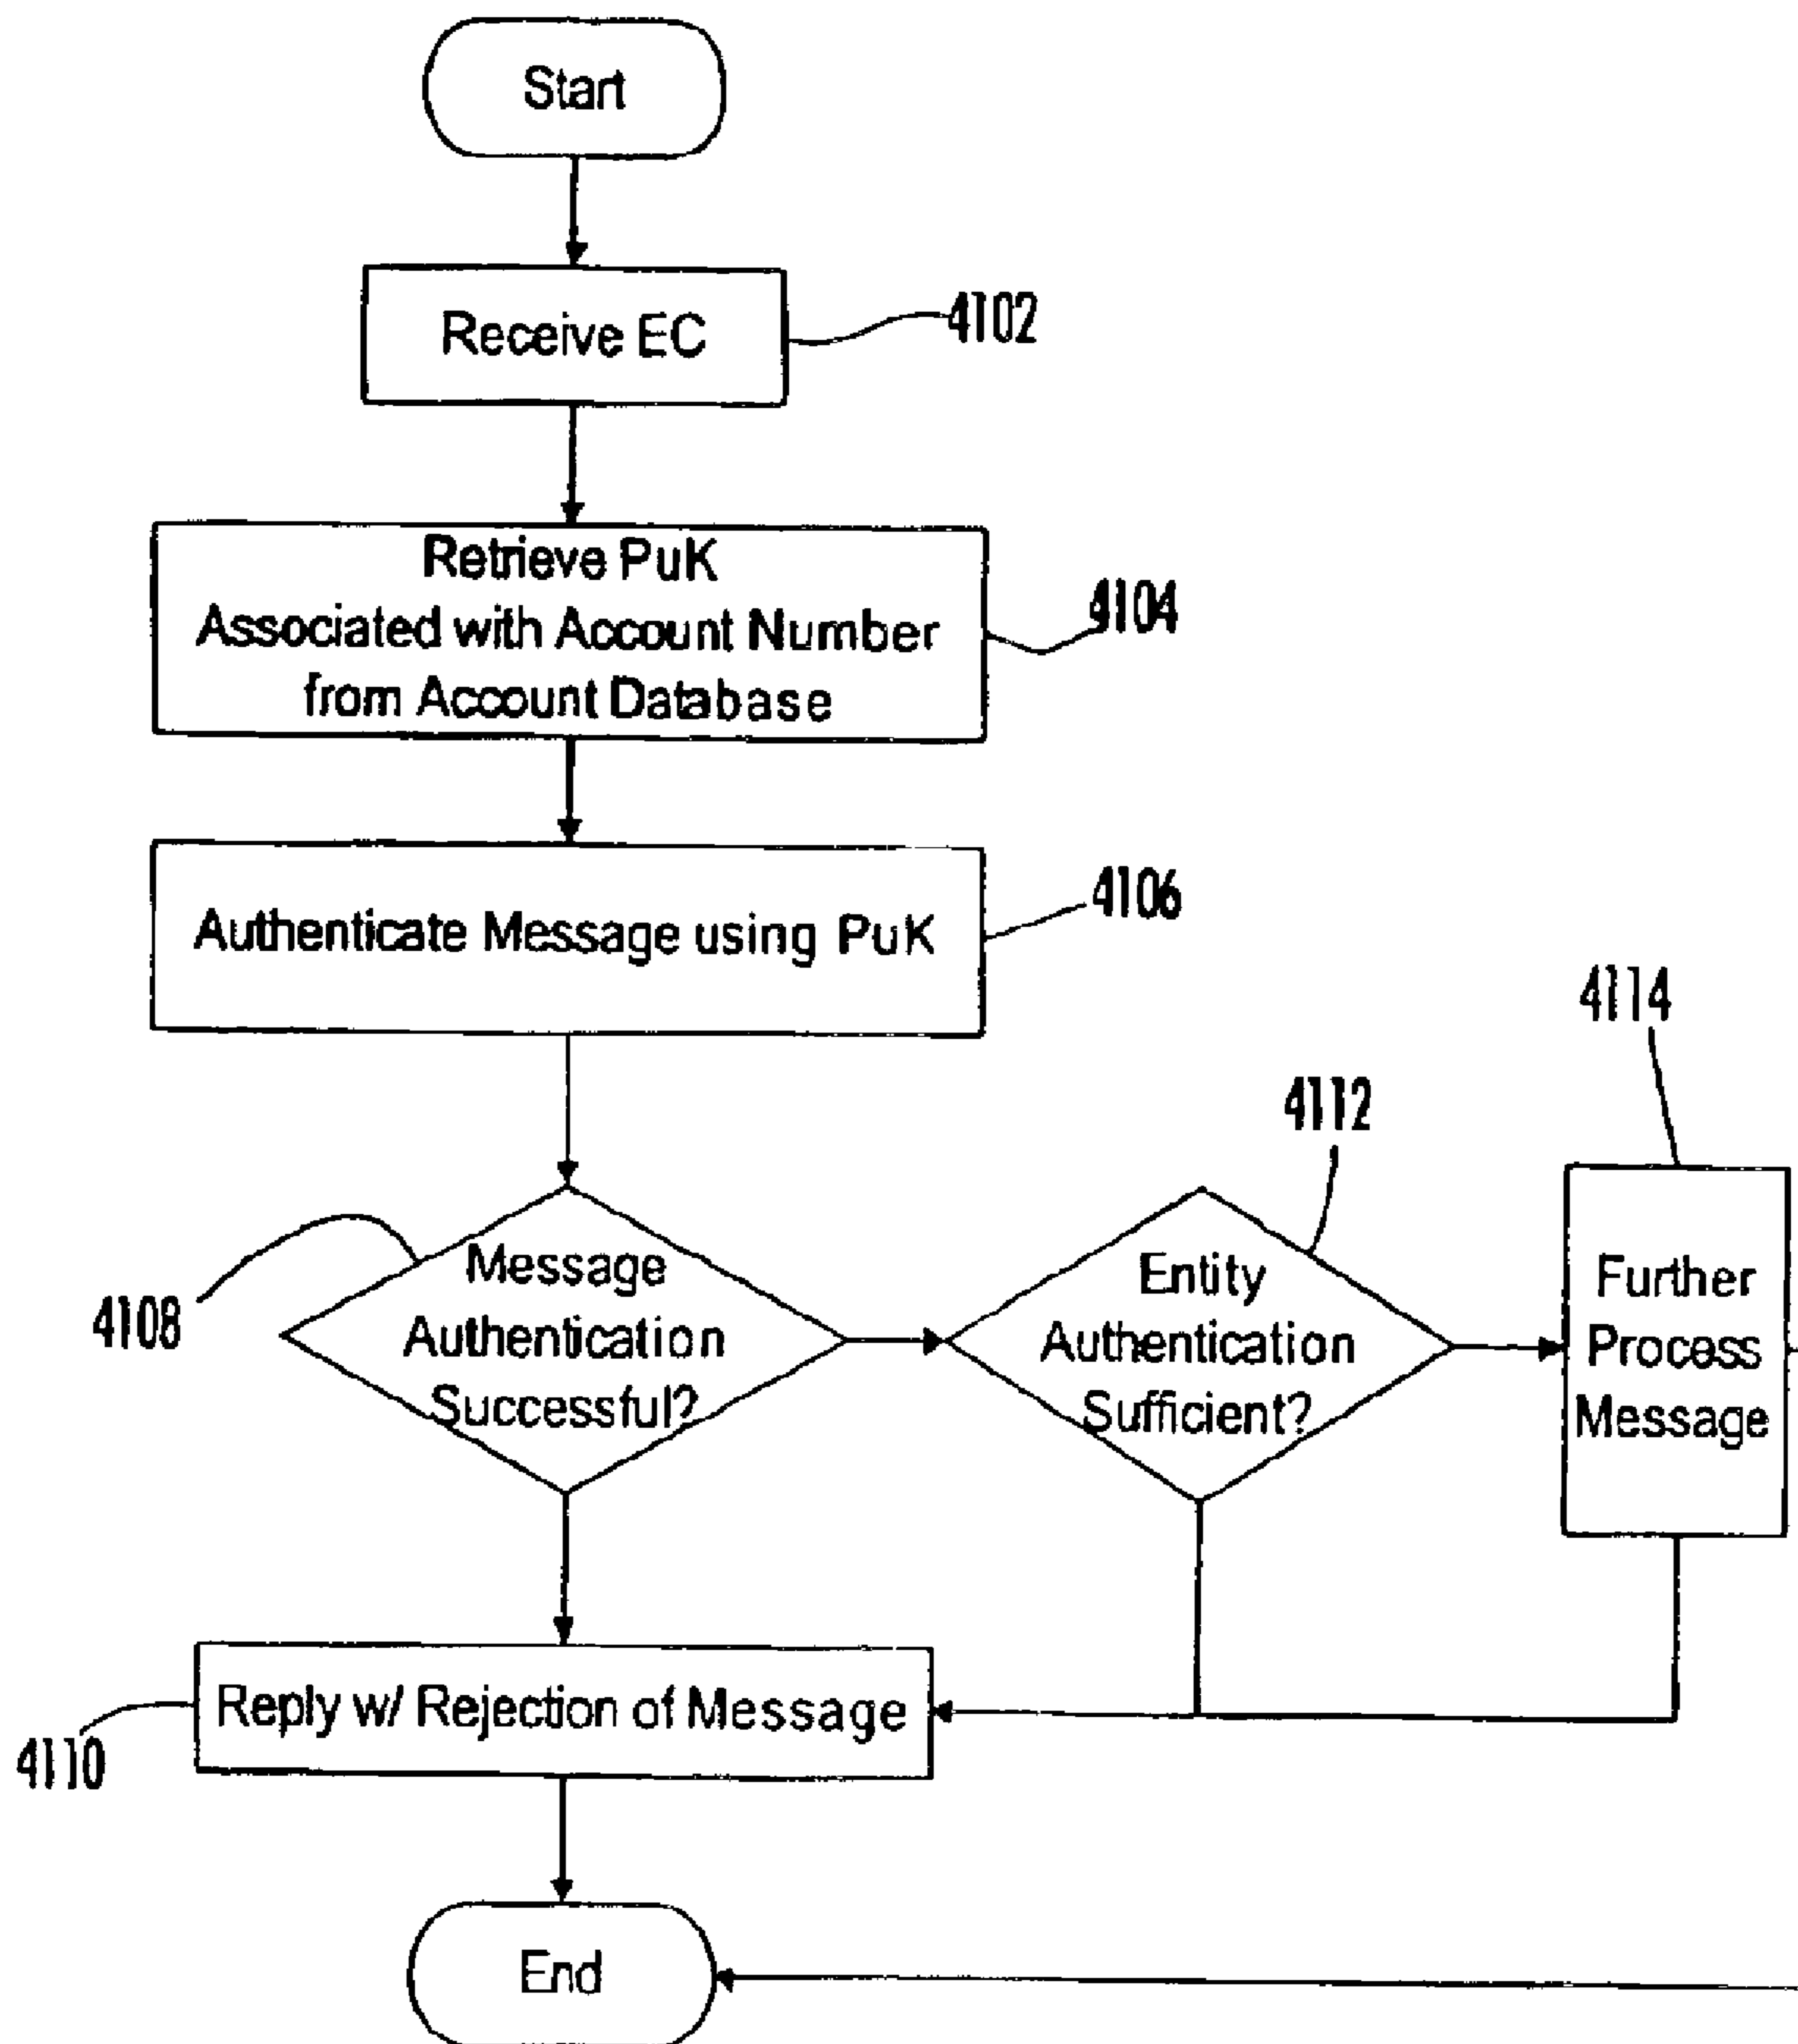 Start
Receive EC
4102
Retrieve PuK
Associated with Account Number
from Account Database
4104
Authenticate Message using PuK
4106
4114
4112
Message
Authentication
Successful?
4108
Entity
Authentication
Sufficient?
Further
Process
Message
Reply w/ Rejection of Message
4110
End